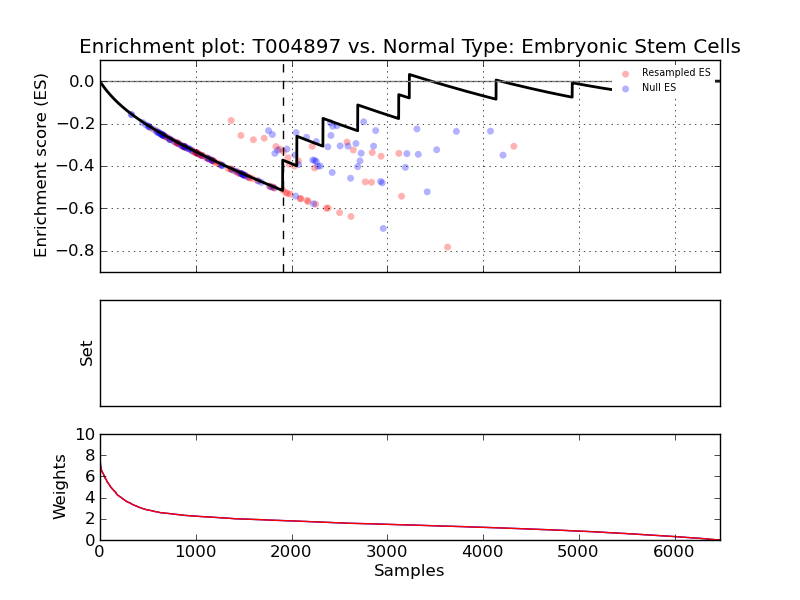 Enrichment plot: T004897 vs. Normal Type: Embryonic Stem Cells
Enrichment score (ES)
0.0
−0.2
−0.4
−0.6
−0.8
Resampled ES
Null ES
Set
Weights
10
8
6
4
2
0
0 1000 2000 3000 4000 5000 6000
Samples